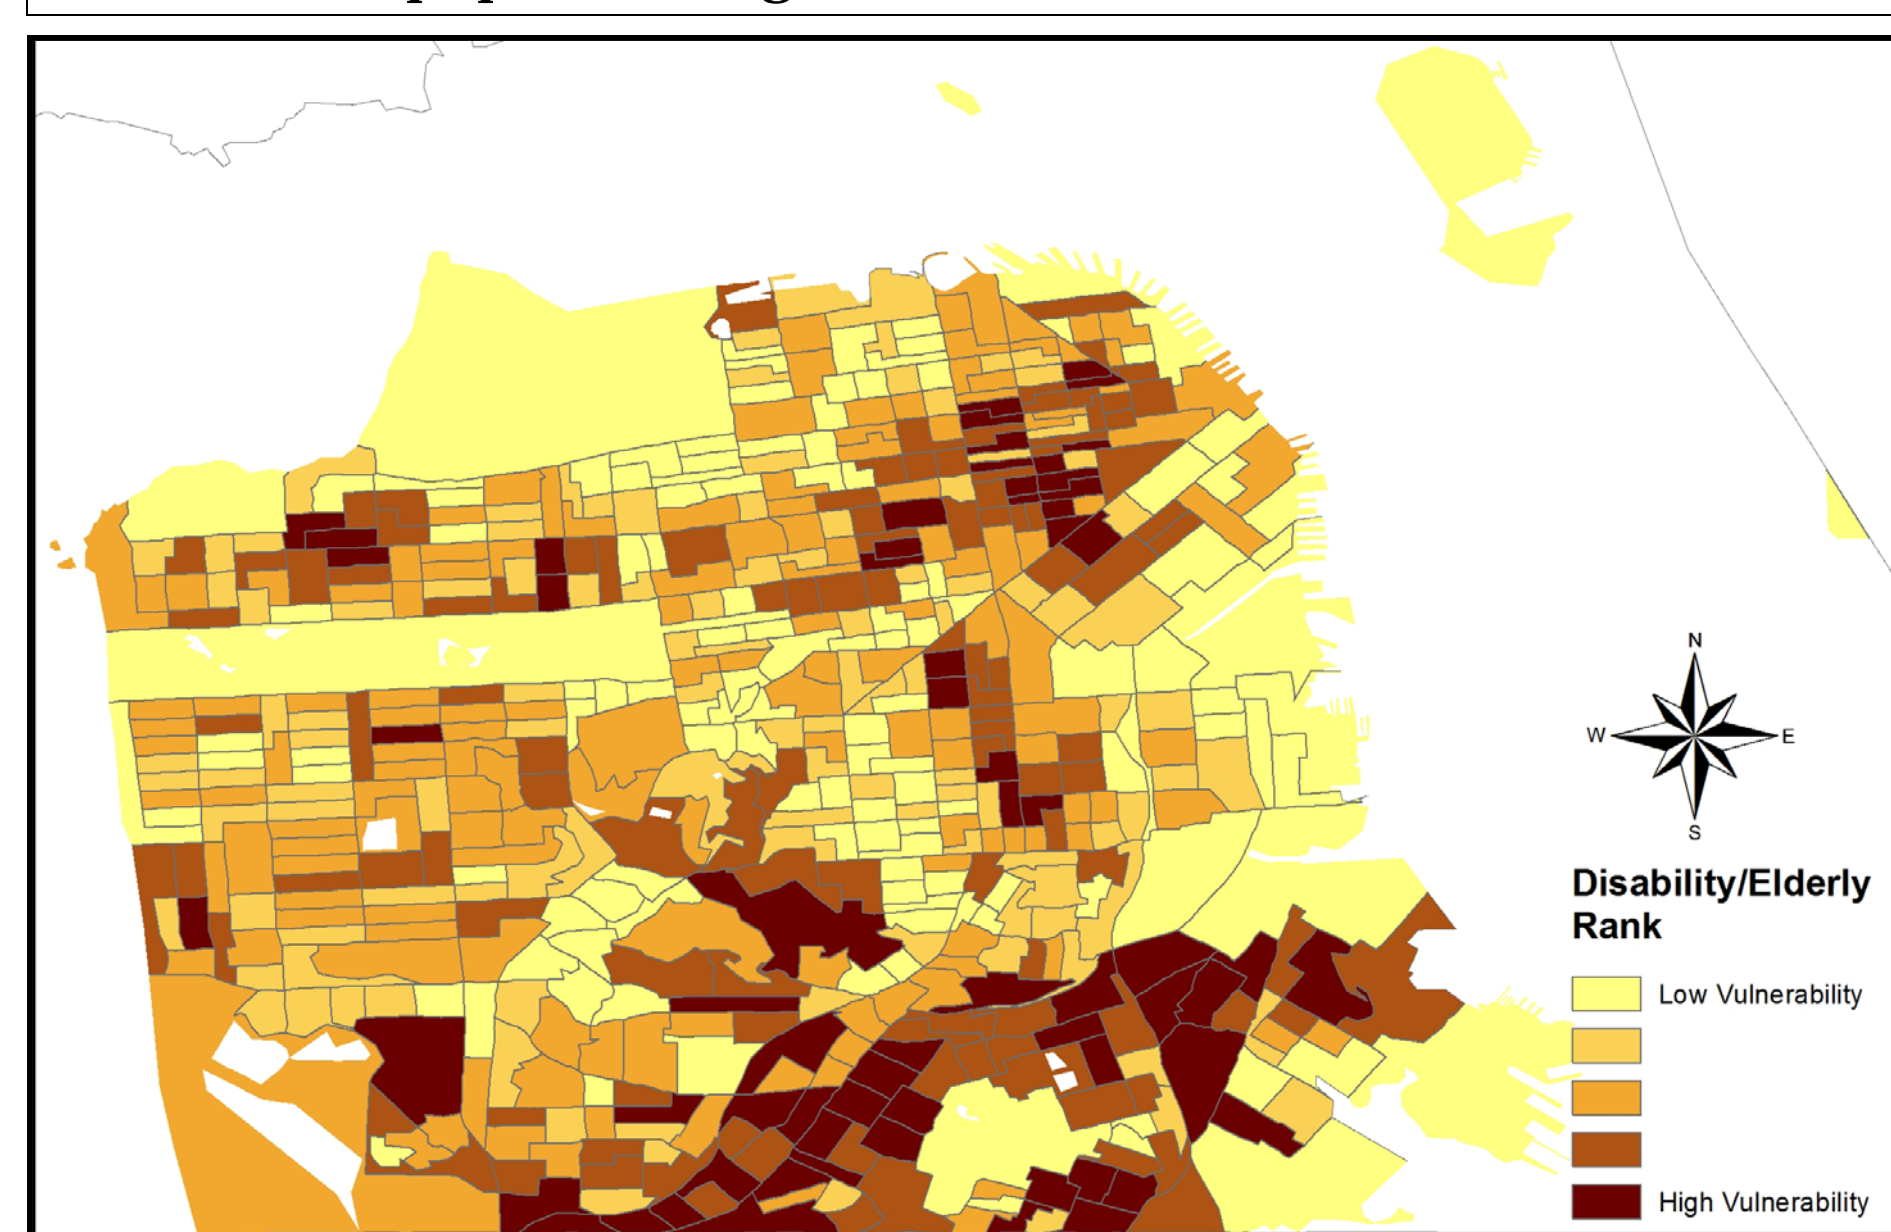 N
W E
S
Disability/Elderly
Rank
Low Vulnerability
High Vulnerability